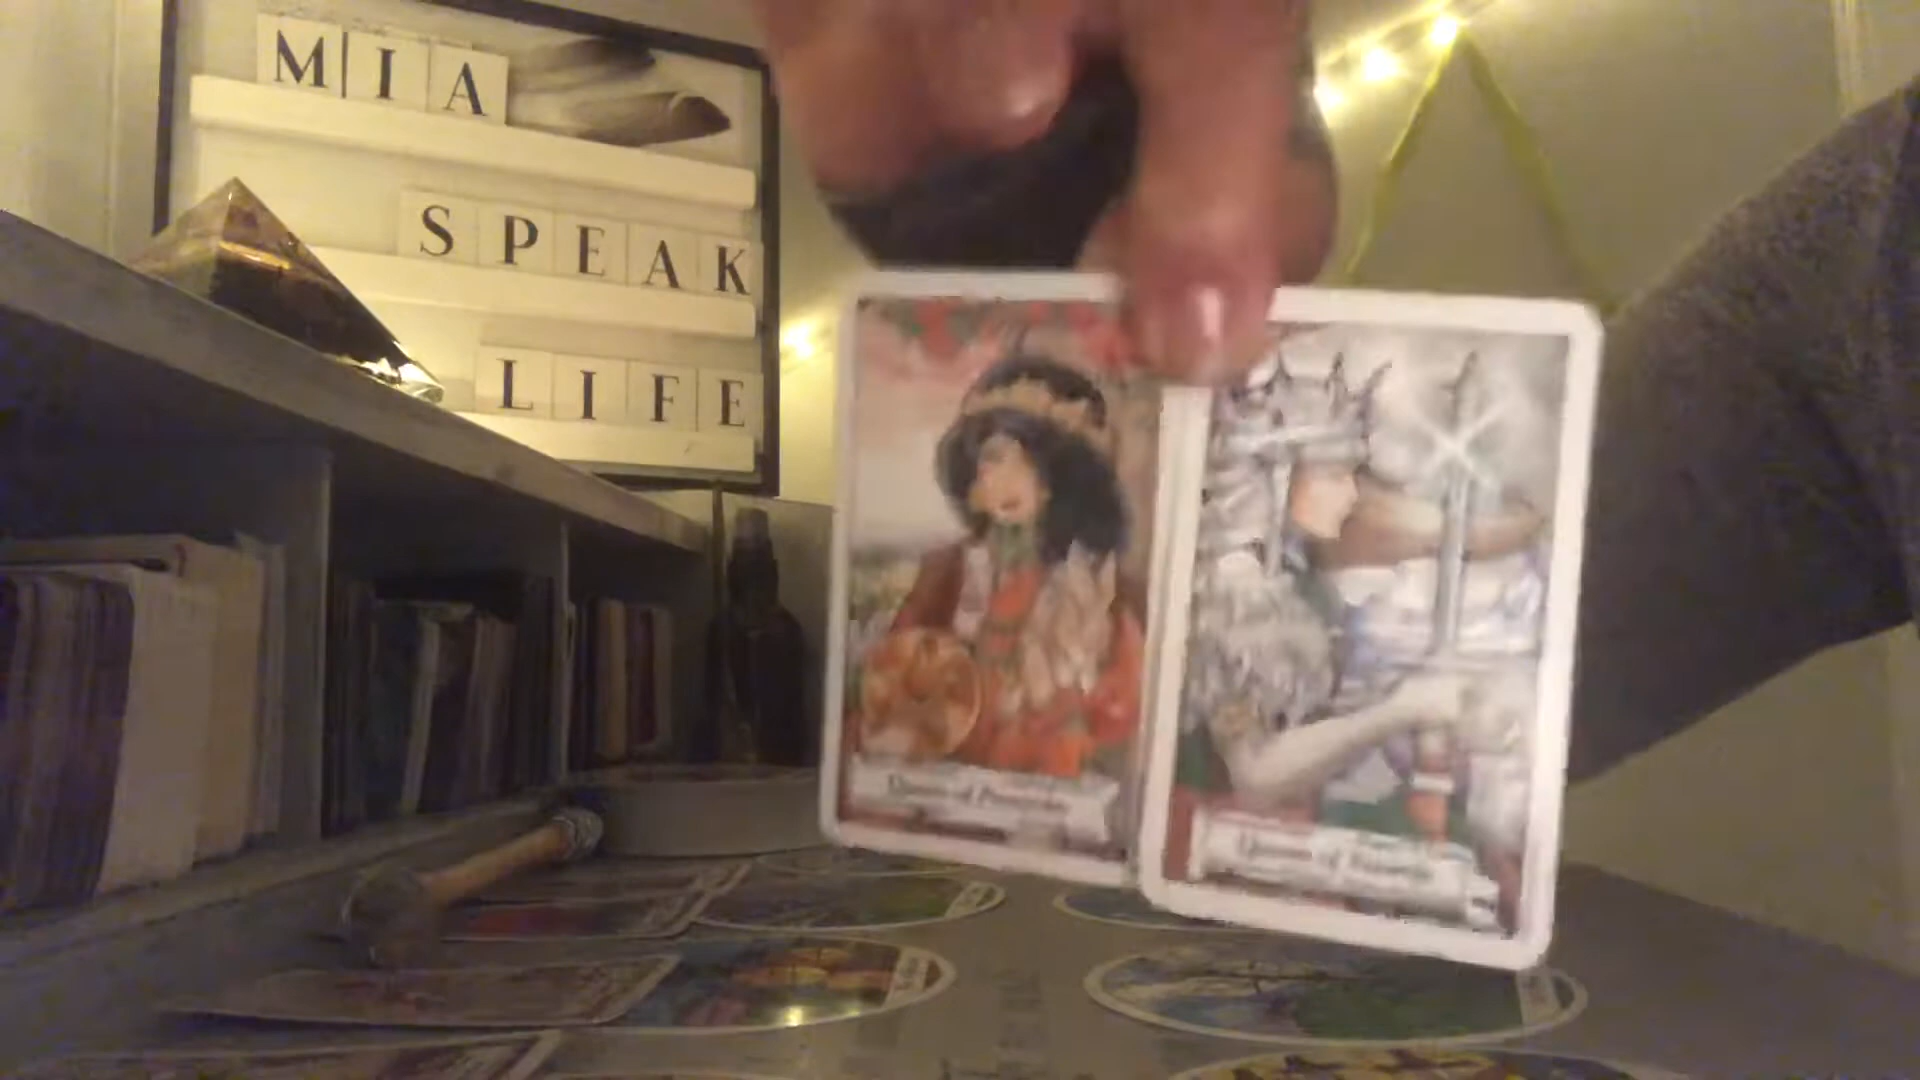 MIA
SPEAK
LIFE
Queen of Pentacles
Queen of Swords